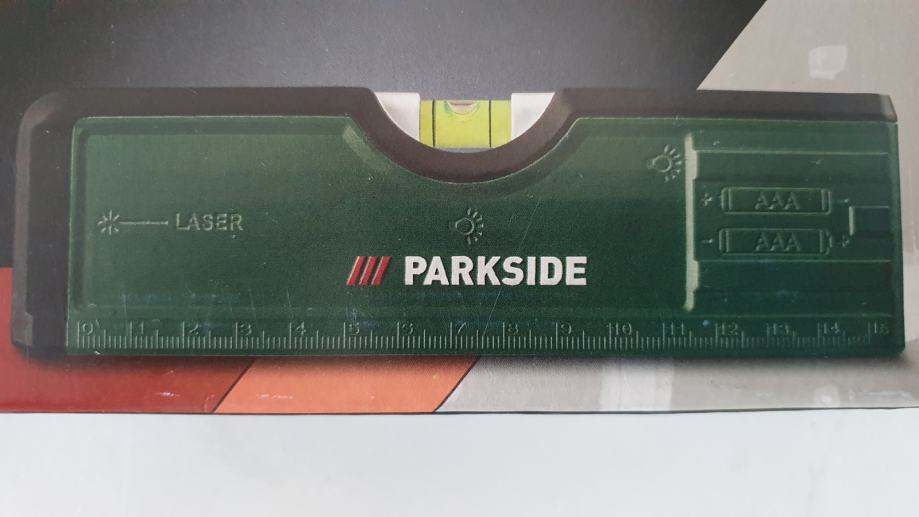 LASER
PARKSIDE
+ AAA -
- AAA +
0 1 2 3 4 5 6 7 8 9 10 11 12 13 14 15